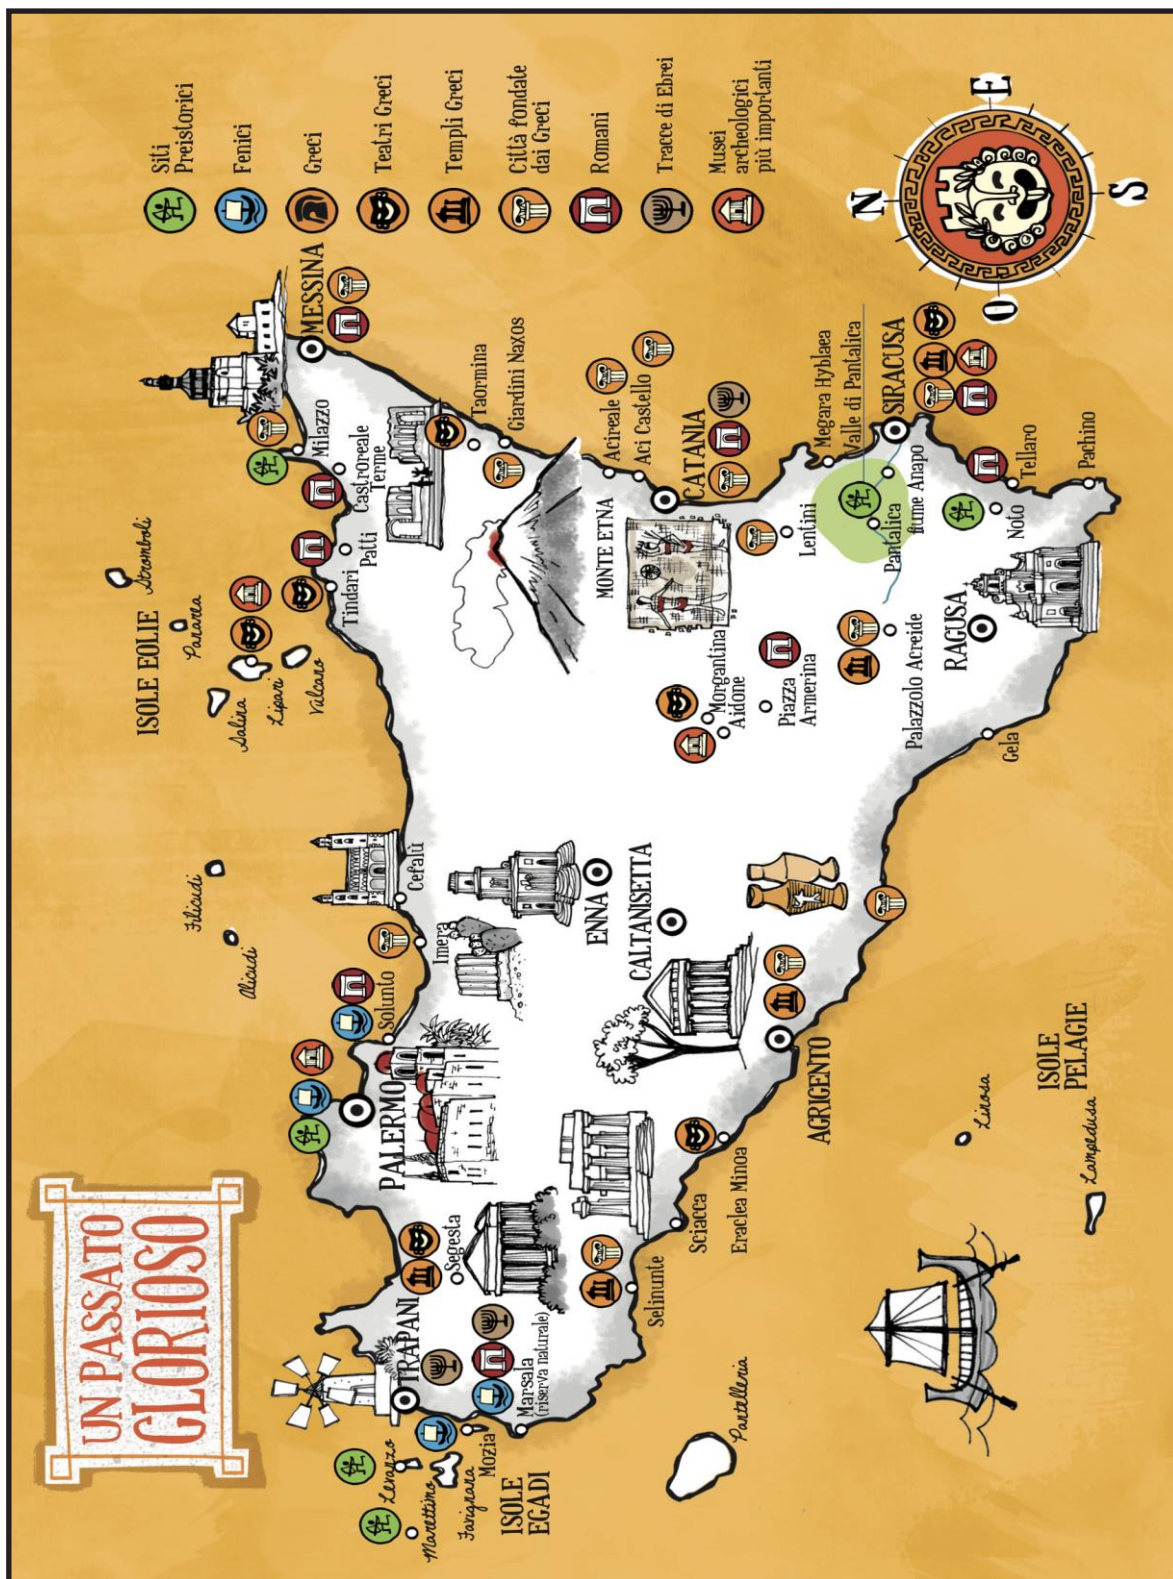 UN PASSATO
GLORIOSO
Siti
Preistorici
Fenici
Greci
Teatri Greci
Templi Greci
Città fondate
dai Greci
Romani
Tracce di Ebrei
Musei
archeologici
più importanti
N
E
S
O
ISOLE EOLIE
Stromboli
Panarea
Salina
Lipari
Vulcano
Filicudi
Alicudi
MESSINA
Milazzo
Castroreale
Terme
Patti
Tindari
Taormina
Giardini Naxos
Cefalù
Imera
Solunto
PALERMO
Segesta
TRAPANI
Levanzo
Marettimo
Favignana
Mozia
ISOLE
EGADI
Marsala
(riserva naturale)
Selinunte
Sciacca
Eraclea Minoa
AGRIGENTO
CALTANISETTA
ENNA
MONTE ETNA
Acireale
Aci Castello
CATANIA
Lentini
Morgantina
Aidone
Piazza
Armerina
Megara Hyblaea
Valle di Pantalica
SIRACUSA
Pantalica
fiume Anapo
Palazzolo Acreide
Tellaro
Noto
Pachino
RAGUSA
Gela
Pantelleria
ISOLE
PELAGIE
Linosa
Lampedusa